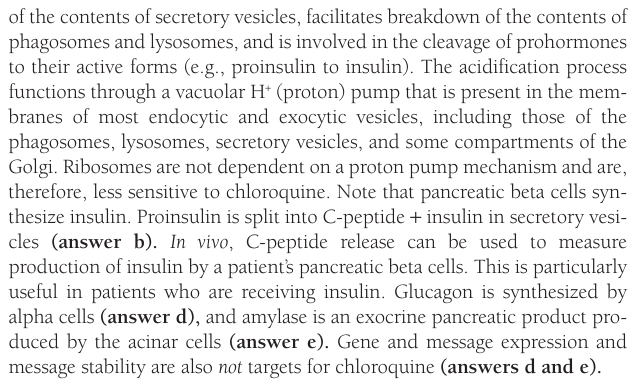 of the contents of secretory vesicles, facilitates breakdown of the contents of
phagosomes and lysosomes, and is involved in the cleavage of prohormones
to their active forms (e.g., proinsulin to insulin). The acidification process
functions through a vacuolar H⁺ (proton) pump that is present in the mem-
branes of most endocytic and exocytic vesicles, including those of the
phagosomes, lysosomes, secretory vesicles, and some compartments of the
Golgi. Ribosomes are not dependent on a proton pump mechanism and are,
therefore, less sensitive to chloroquine. Note that pancreatic beta cells syn-
thesize insulin. Proinsulin is split into C-peptide + insulin in secretory vesi-
cles (answer b). In vivo, C-peptide release can be used to measure
production of insulin by a patient's pancreatic beta cells. This is particularly
useful in patients who are receiving insulin. Glucagon is synthesized by
alpha cells (answer d), and amylase is an exocrine pancreatic product pro-
duced by the acinar cells (answer e). Gene and message expression and
message stability are also not targets for chloroquine (answers d and e).